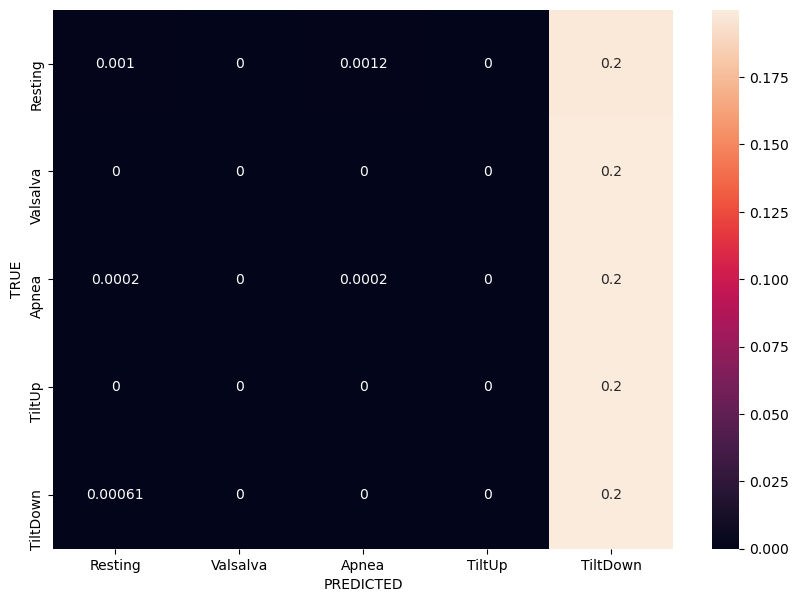 Resting 0.001 0 0.0012 0 0.2
Valsalva 0 0 0 0 0.2
Apnea 0.0002 0 0.0002 0 0.2
TiltUp 0 0 0 0 0.2
TiltDown 0.00061 0 0 0 0.2
TRUE
Resting Valsalva Apnea TiltUp TiltDown
PREDICTED
0.175
0.150
0.125
0.100
0.075
0.050
0.025
0.000